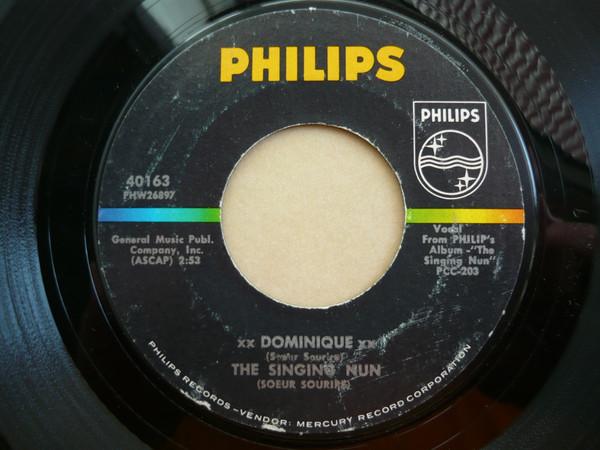 PHILIPS
PHILIPS
40163
PHW26897
General Music Publ.
Company, Inc.
(ASCAP) 2:53
Vocal
From PHILIP's
Album -"The
Singing Nun"
PCC-203
xx DOMINIQUE xx
(Soeur Sourire)
THE SINGING NUN
(SOEUR SOURIRE)
PHILIPS RECORDS -VENDOR: MERCURY RECORD CORPORATION